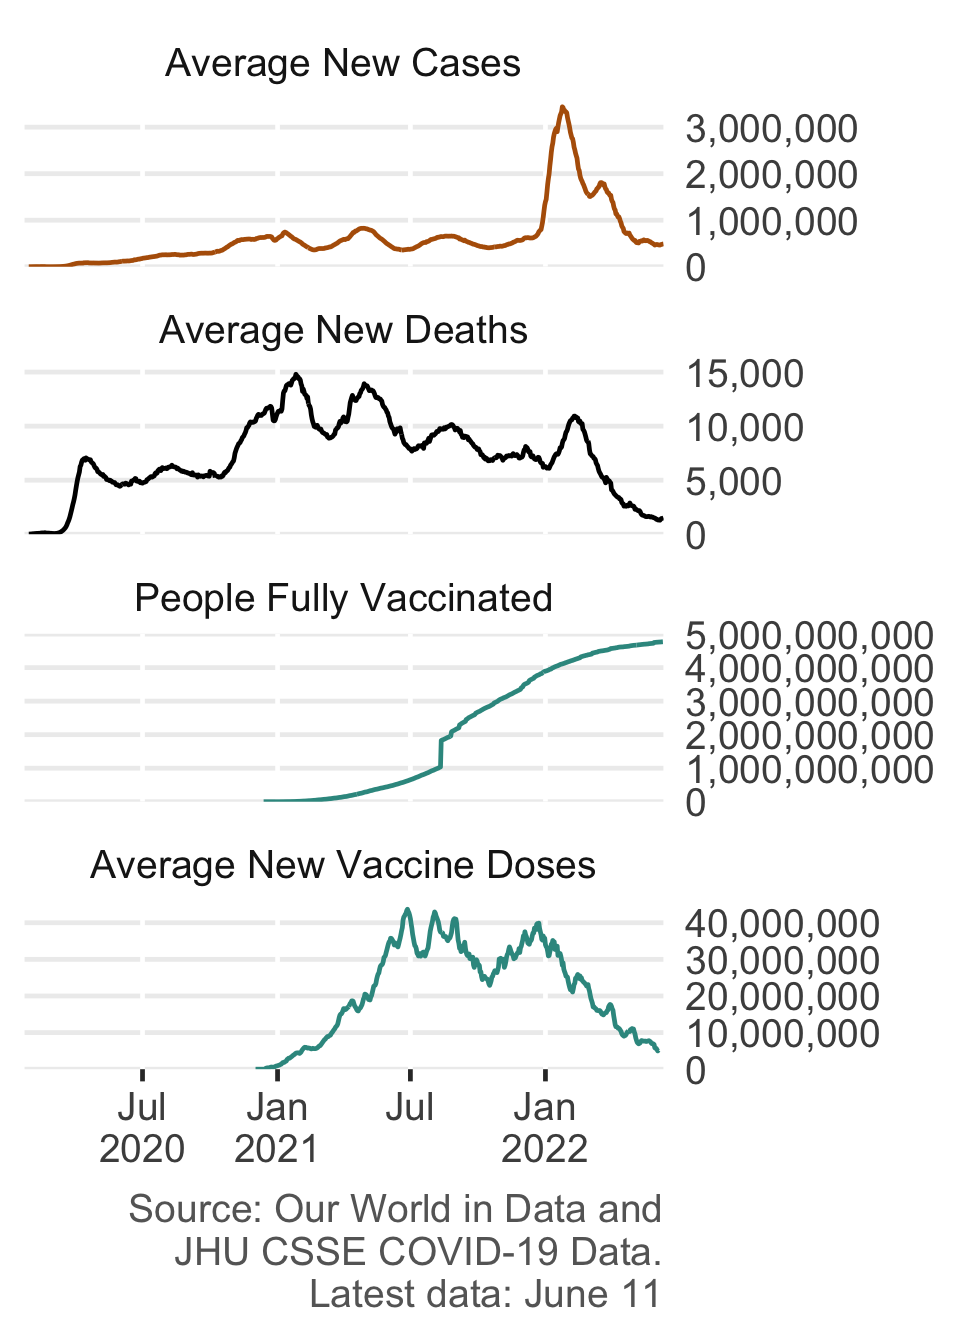 Average New Cases
3,000,000
2,000,000
1,000,000
0
Average New Deaths
15,000
10,000
5,000
0
People Fully Vaccinated
5,000,000,000
4,000,000,000
3,000,000,000
2,000,000,000
1,000,000,000
0
Average New Vaccine Doses
40,000,000
30,000,000
20,000,000
10,000,000
0
Jul Jan Jul Jan
2020 2021 2022
Source: Our World in Data and
JHU CSSE COVID-19 Data.
Latest data: June 11